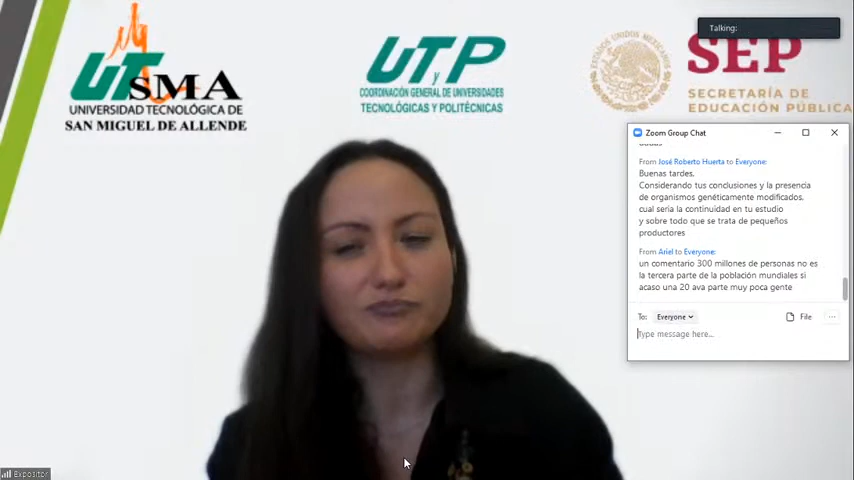 Talking:
UTSMA
UNIVERSIDAD TECNOLÓGICA DE
SAN MIGUEL DE ALLENDE
UTyP
COORDINACIÓN GENERAL DE UNIVERSIDADES
TECNOLÓGICAS Y POLITÉCNICAS
ESTADOS UNIDOS MEXICANOS
SEP
SECRETARÍA DE
EDUCACIÓN PÚBLICA
Zoom Group Chat
From José Roberto Huerta to Everyone:
Buenas tardes,
Considerando tus conclusiones y la presencia
de organismos genéticamente modificados,
cual seria la continuidad en tu estudio
y sobre todo que se trata de pequeños
productores
From Ariel to Everyone:
un comentario 300 millones de personas no es
la tercera parte de la población mundiales si
acaso una 20 ava parte muy poca gente
To: Everyone
File
Type message here...
Expositor